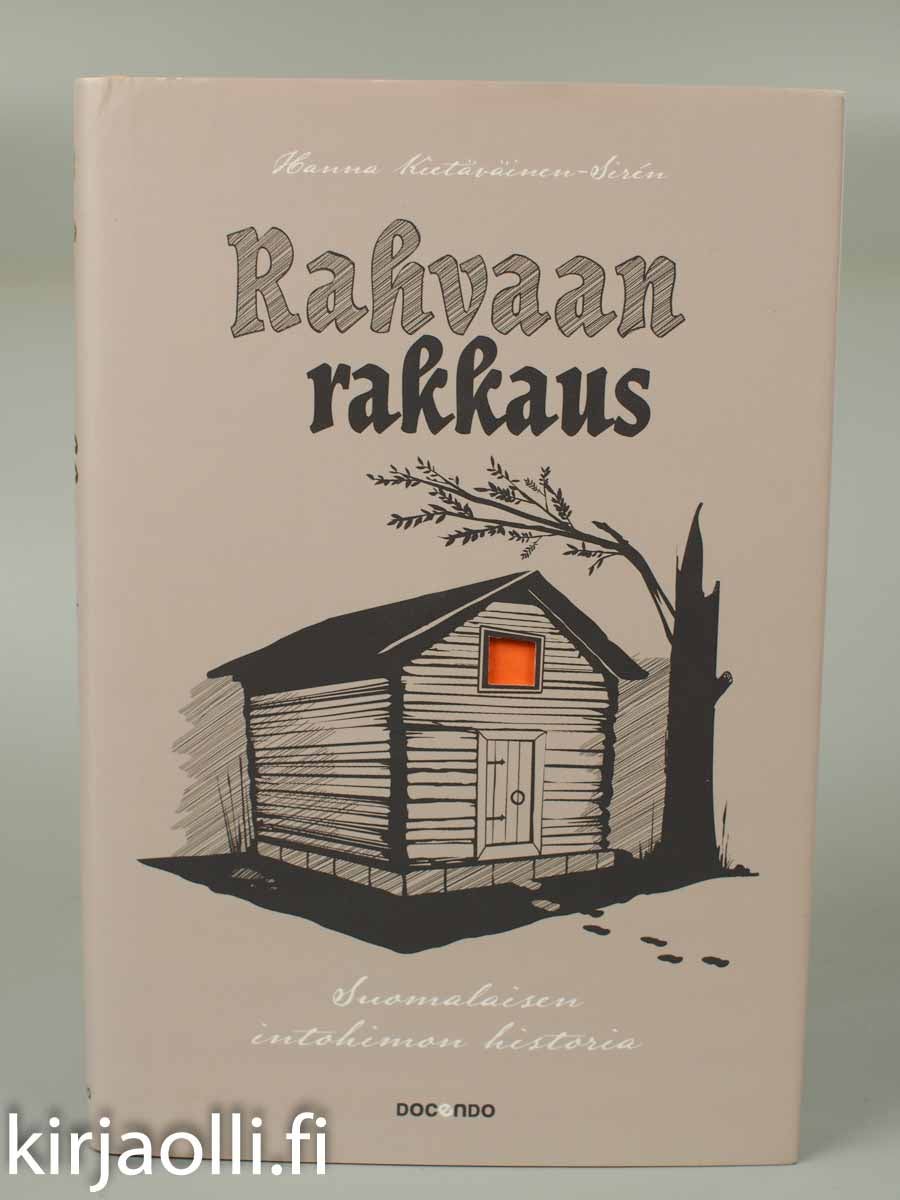 Hanna Kietäväinen-Sirén
Rahvaan
rakkaus
Suomalaisen
intohimon historia
DOCENDO
kirjaolli.fi